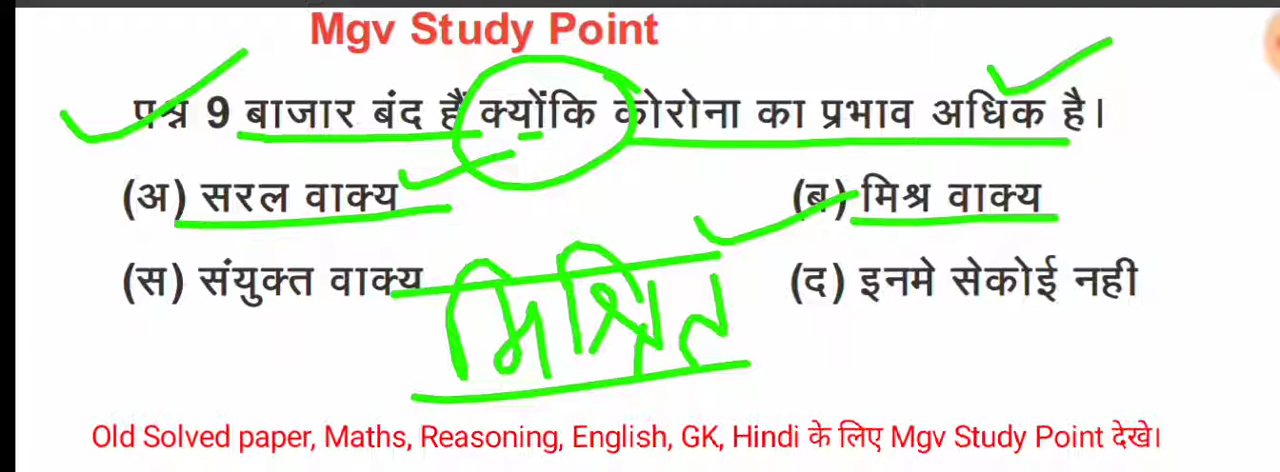 Mgv Study Point
प्रश्न 9 बाजार बंद हैं क्योंकि कोरोना का प्रभाव अधिक है।
(अ) सरल वाक्य (ब) मिश्र वाक्य
(स) संयुक्त वाक्य (द) इनमे सेकोई नही
मिश्रित
Old Solved paper, Maths, Reasoning, English, GK, Hindi के लिए Mgv Study Point देखे।